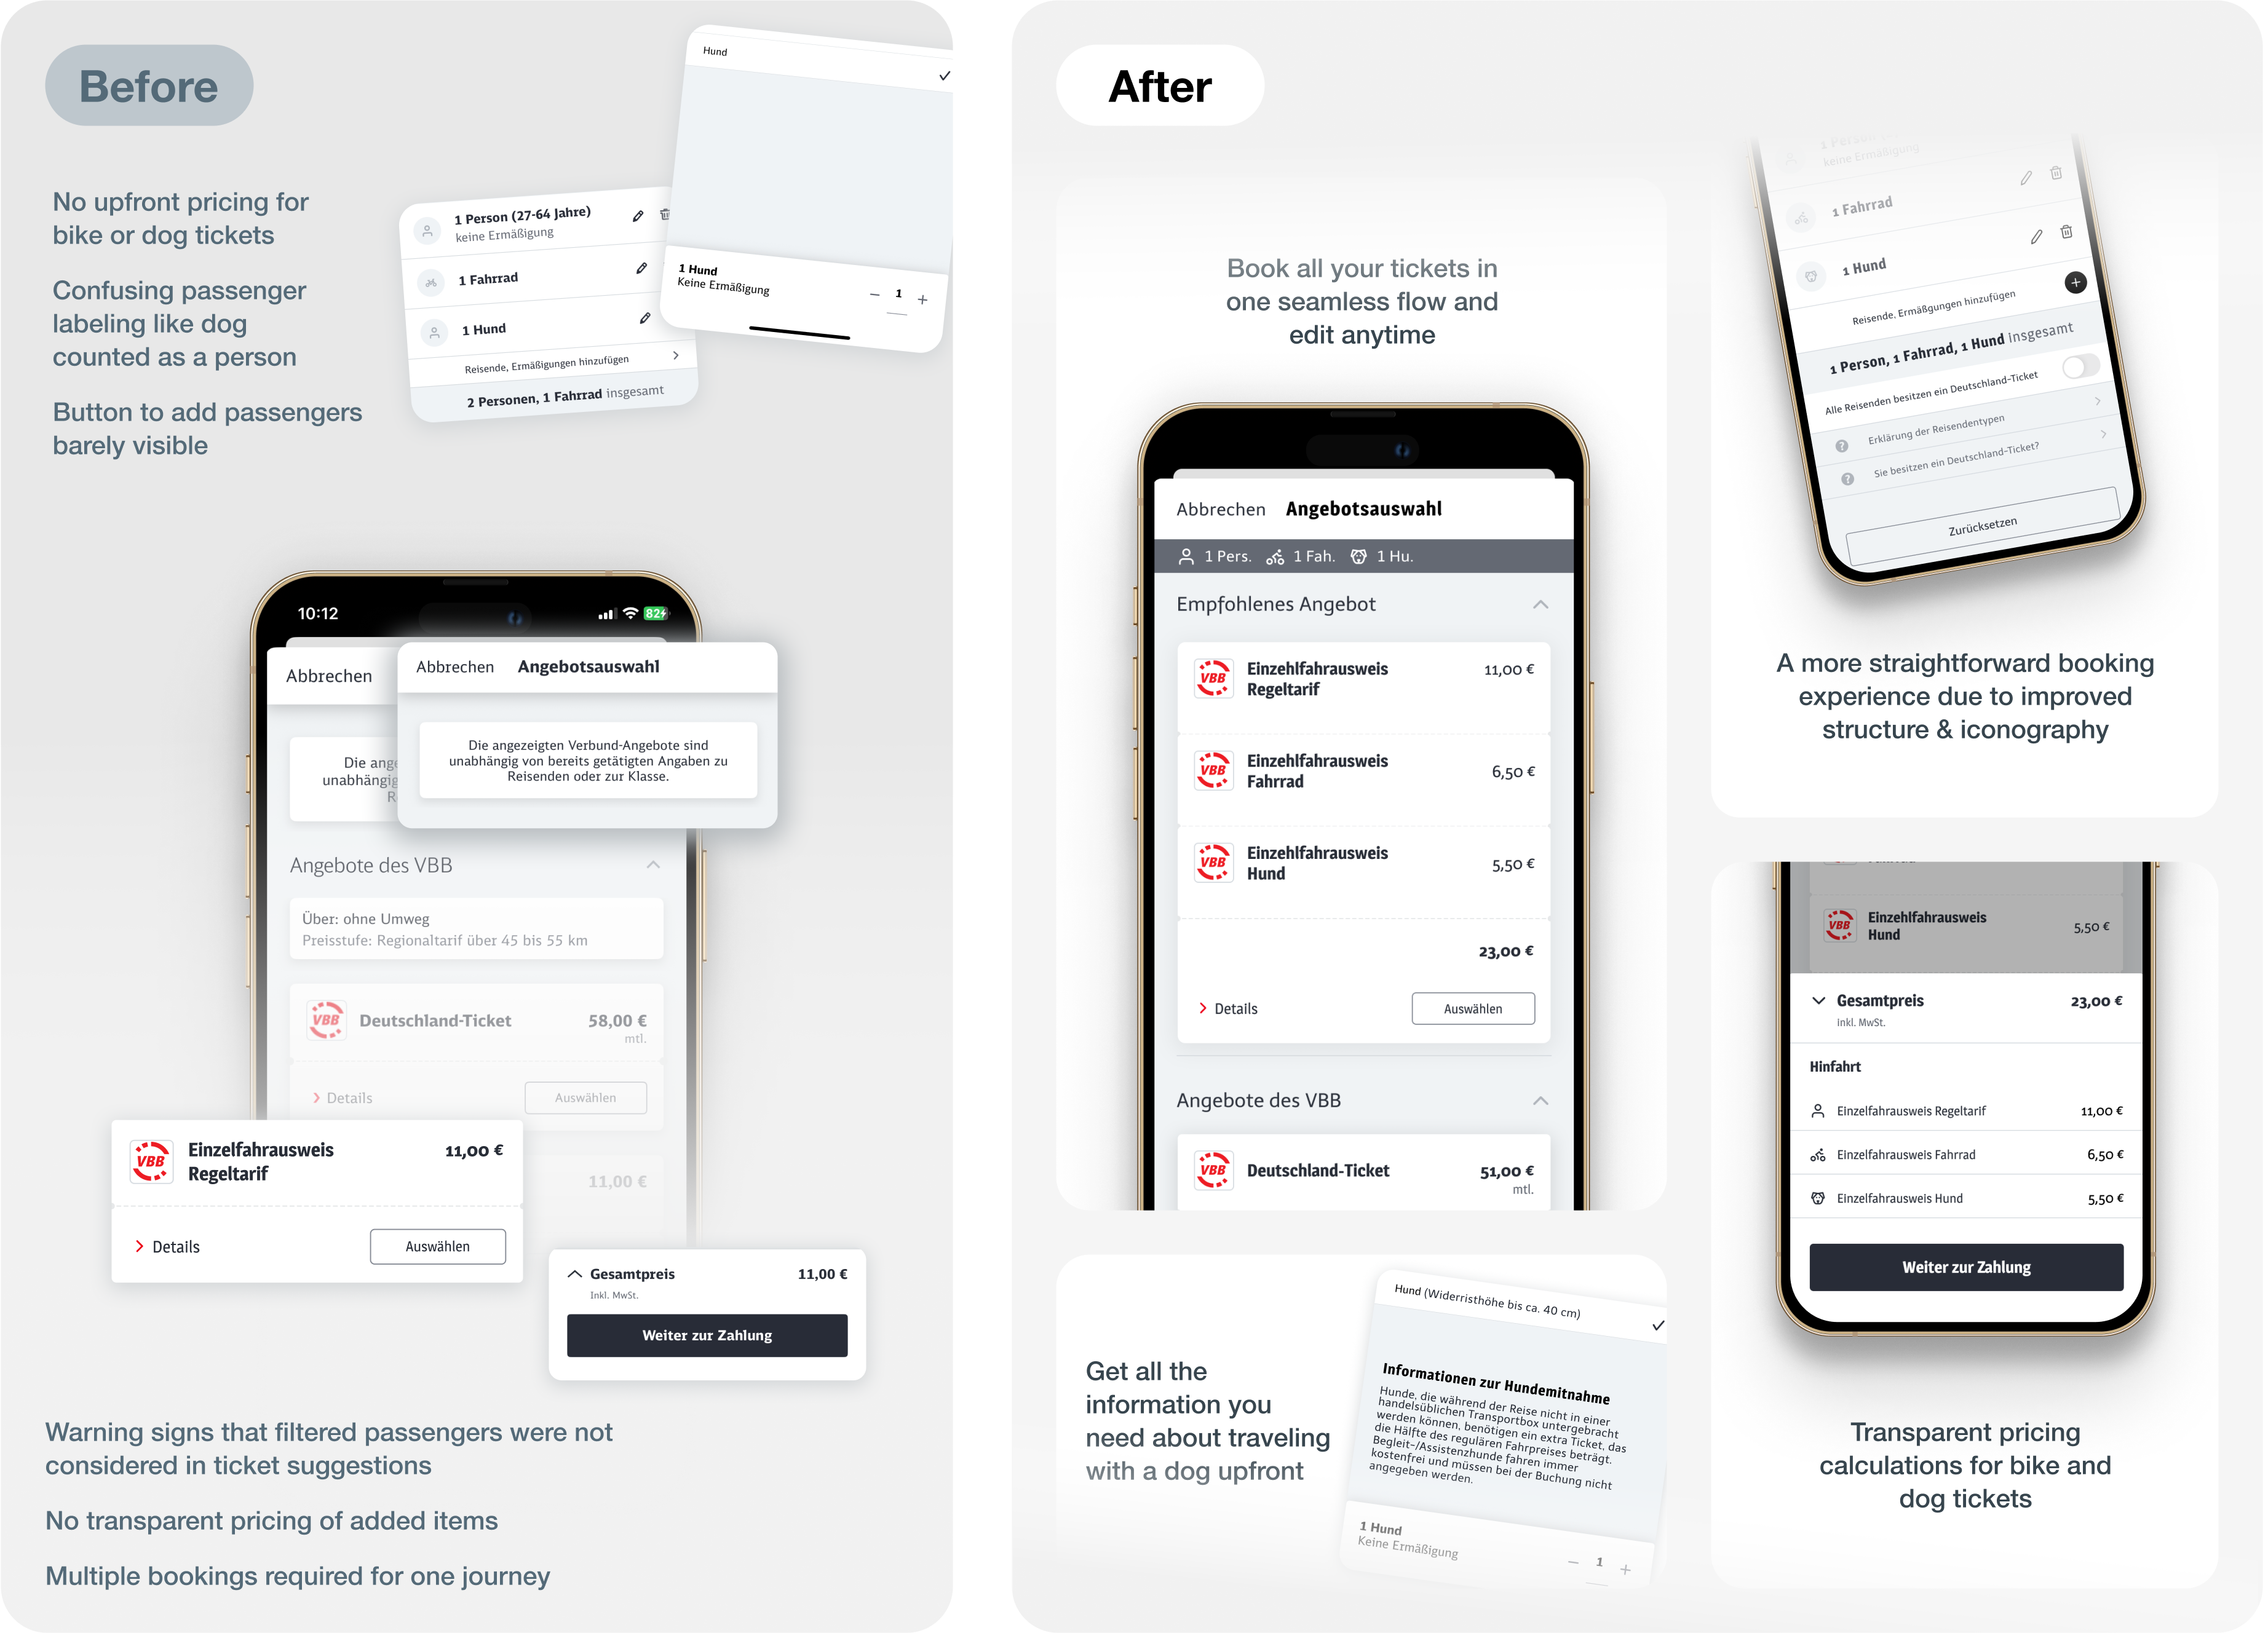 Before
No upfront pricing for
bike or dog tickets
Confusing passenger
labeling like dog
counted as a person
Button to add passengers
barely visible
1 Person (27-64 Jahre)
keine Ermäßigung
1 Fahrrad
1 Hund
Reisende, Ermäßigungen hinzufügen
2 Personen, 1 Fahrrad insgesamt
Hund
1 Hund
Keine Ermäßigung
1
10:12
82
Abbrechen
Abbrechen Angebotsauswahl
Die ange
unabhängig
R
Die angezeigten Verbund-Angebote sind
unabhängig von bereits getätigten Angaben zu
Reisenden oder zur Klasse.
Angebote des VBB
Über: ohne Umweg
Preisstufe: Regionaltarif über 45 bis 55 km
VBB
Deutschland-Ticket 58,00 €
mtl.
Details
Auswählen
11,00 €
VBB
Einzelfahrausweis
Regeltarif
11,00 €
Details
Auswählen
Gesamtpreis 11,00 €
Inkl. MwSt.
Weiter zur Zahlung
Warning signs that filtered passengers were not
considered in ticket suggestions
No transparent pricing of added items
Multiple bookings required for one journey
After
Book all your tickets in
one seamless flow and
edit anytime
Abbrechen Angebotsauswahl
1 Pers. 1 Fah. 1 Hu.
Empfohlenes Angebot
VBB
Einzehlfahrausweis
Regeltarif
11,00 €
VBB
Einzehlfahrausweis
Fahrrad
6,50 €
VBB
Einzehlfahrausweis
Hund
5,50 €
23,00 €
Details
Auswählen
Angebote des VBB
VBB
Deutschland-Ticket 51,00 €
mtl.
1 Person
keine Ermäßigung
1 Fahrrad
1 Hund
Reisende. Ermäßgungen hinzufügen
1 Person, 1 Fahrrad, 1 Hund Insgesamt
Alle Reisenden besitzen ein Deutschland-Ticket
? Erklärung der Reisendentypen
? Sie besitzen ein Deutschland-Ticket?
Zurücksetzen
A more straightforward booking
experience due to improved
structure & iconography
VBB
Einzehlfahrausweis
Hund
5,50 €
Gesamtpreis 23,00 €
Inkl. MwSt.
Hinfahrt
Einzelfahrausweis Regeltarif 11,00 €
Einzelfahrausweis Fahrrad 6,50 €
Einzelfahrausweis Hund 5,50 €
Weiter zur Zahlung
Transparent pricing
calculations for bike and
dog tickets
Get all the
information you
need about traveling
with a dog upfront
Hund (Widerristhöhe bis ca. 40 cm)
Informationen zur Hundemitnahme
Hunde, die während der Reise nicht in einer
handelsüblichen Transportbox untergebracht
werden können, benötigen ein extra Ticket, das
die Hälfte des regulären Fahrpreises beträgt.
Begleit-/Assistenzhunde fahren immer
kostenfrei und müssen bei der Buchung nicht
angegeben werden.
1 Hund
Keine Ermäßigung
1